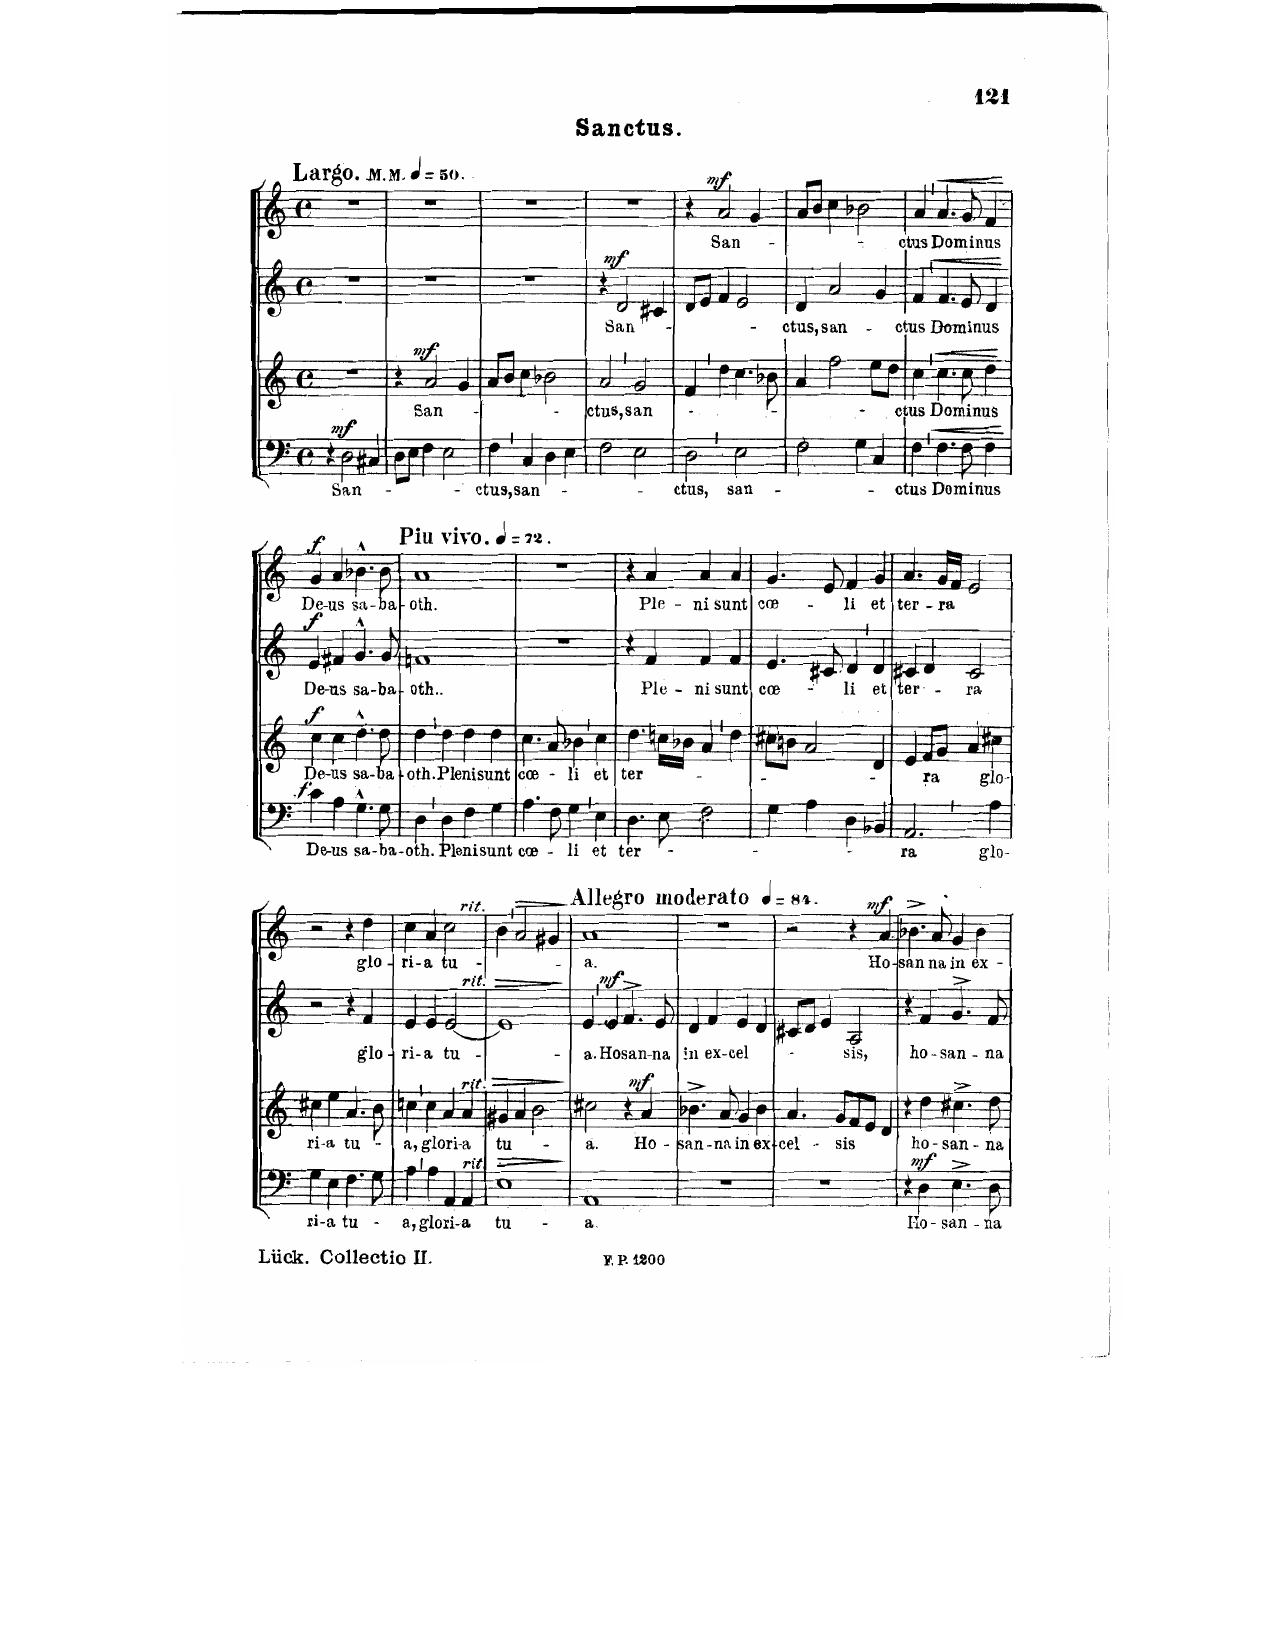 121
Sanctus.
Largo. M.M. ♩ = 50.
mf
San - - - ctus Dominus
mf
San - - - ctus, san - ctus Dominus
mf
San - - - ctus, san - - - - ctus Dominus
mf
San - - - ctus, san - - - ctus, san - - ctus Dominus
Piu vivo. ♩ = 72.
f
De-us sa-ba-oth. Ple - ni sunt cœ - li et ter - ra
f
De-us sa-ba-oth.. Ple - ni sunt cœ - li et ter - ra
f
De-us sa-ba-oth. Pleni sunt cœ - li et ter - - - - - ra glo-
f
De-us sa-ba-oth. Pleni sunt cœ - li et ter - - - - ra glo-
Allegro moderato ♩ = 84.
rit. mf
glo - ri-a tu - - - a. Ho-san-na in ex -
rit. mf
glo - ri-a tu - - a. Hosan-na in ex-cel - - sis, ho-san - na
rit. mf
ri-a tu - a, glori-a tu - a. Ho-san-na in ex-cel - sis ho-san - na
rit. mf
ri-a tu - a, glori-a tu - a. Ho-san - na
Lück. Collectio II. F. P. 1200